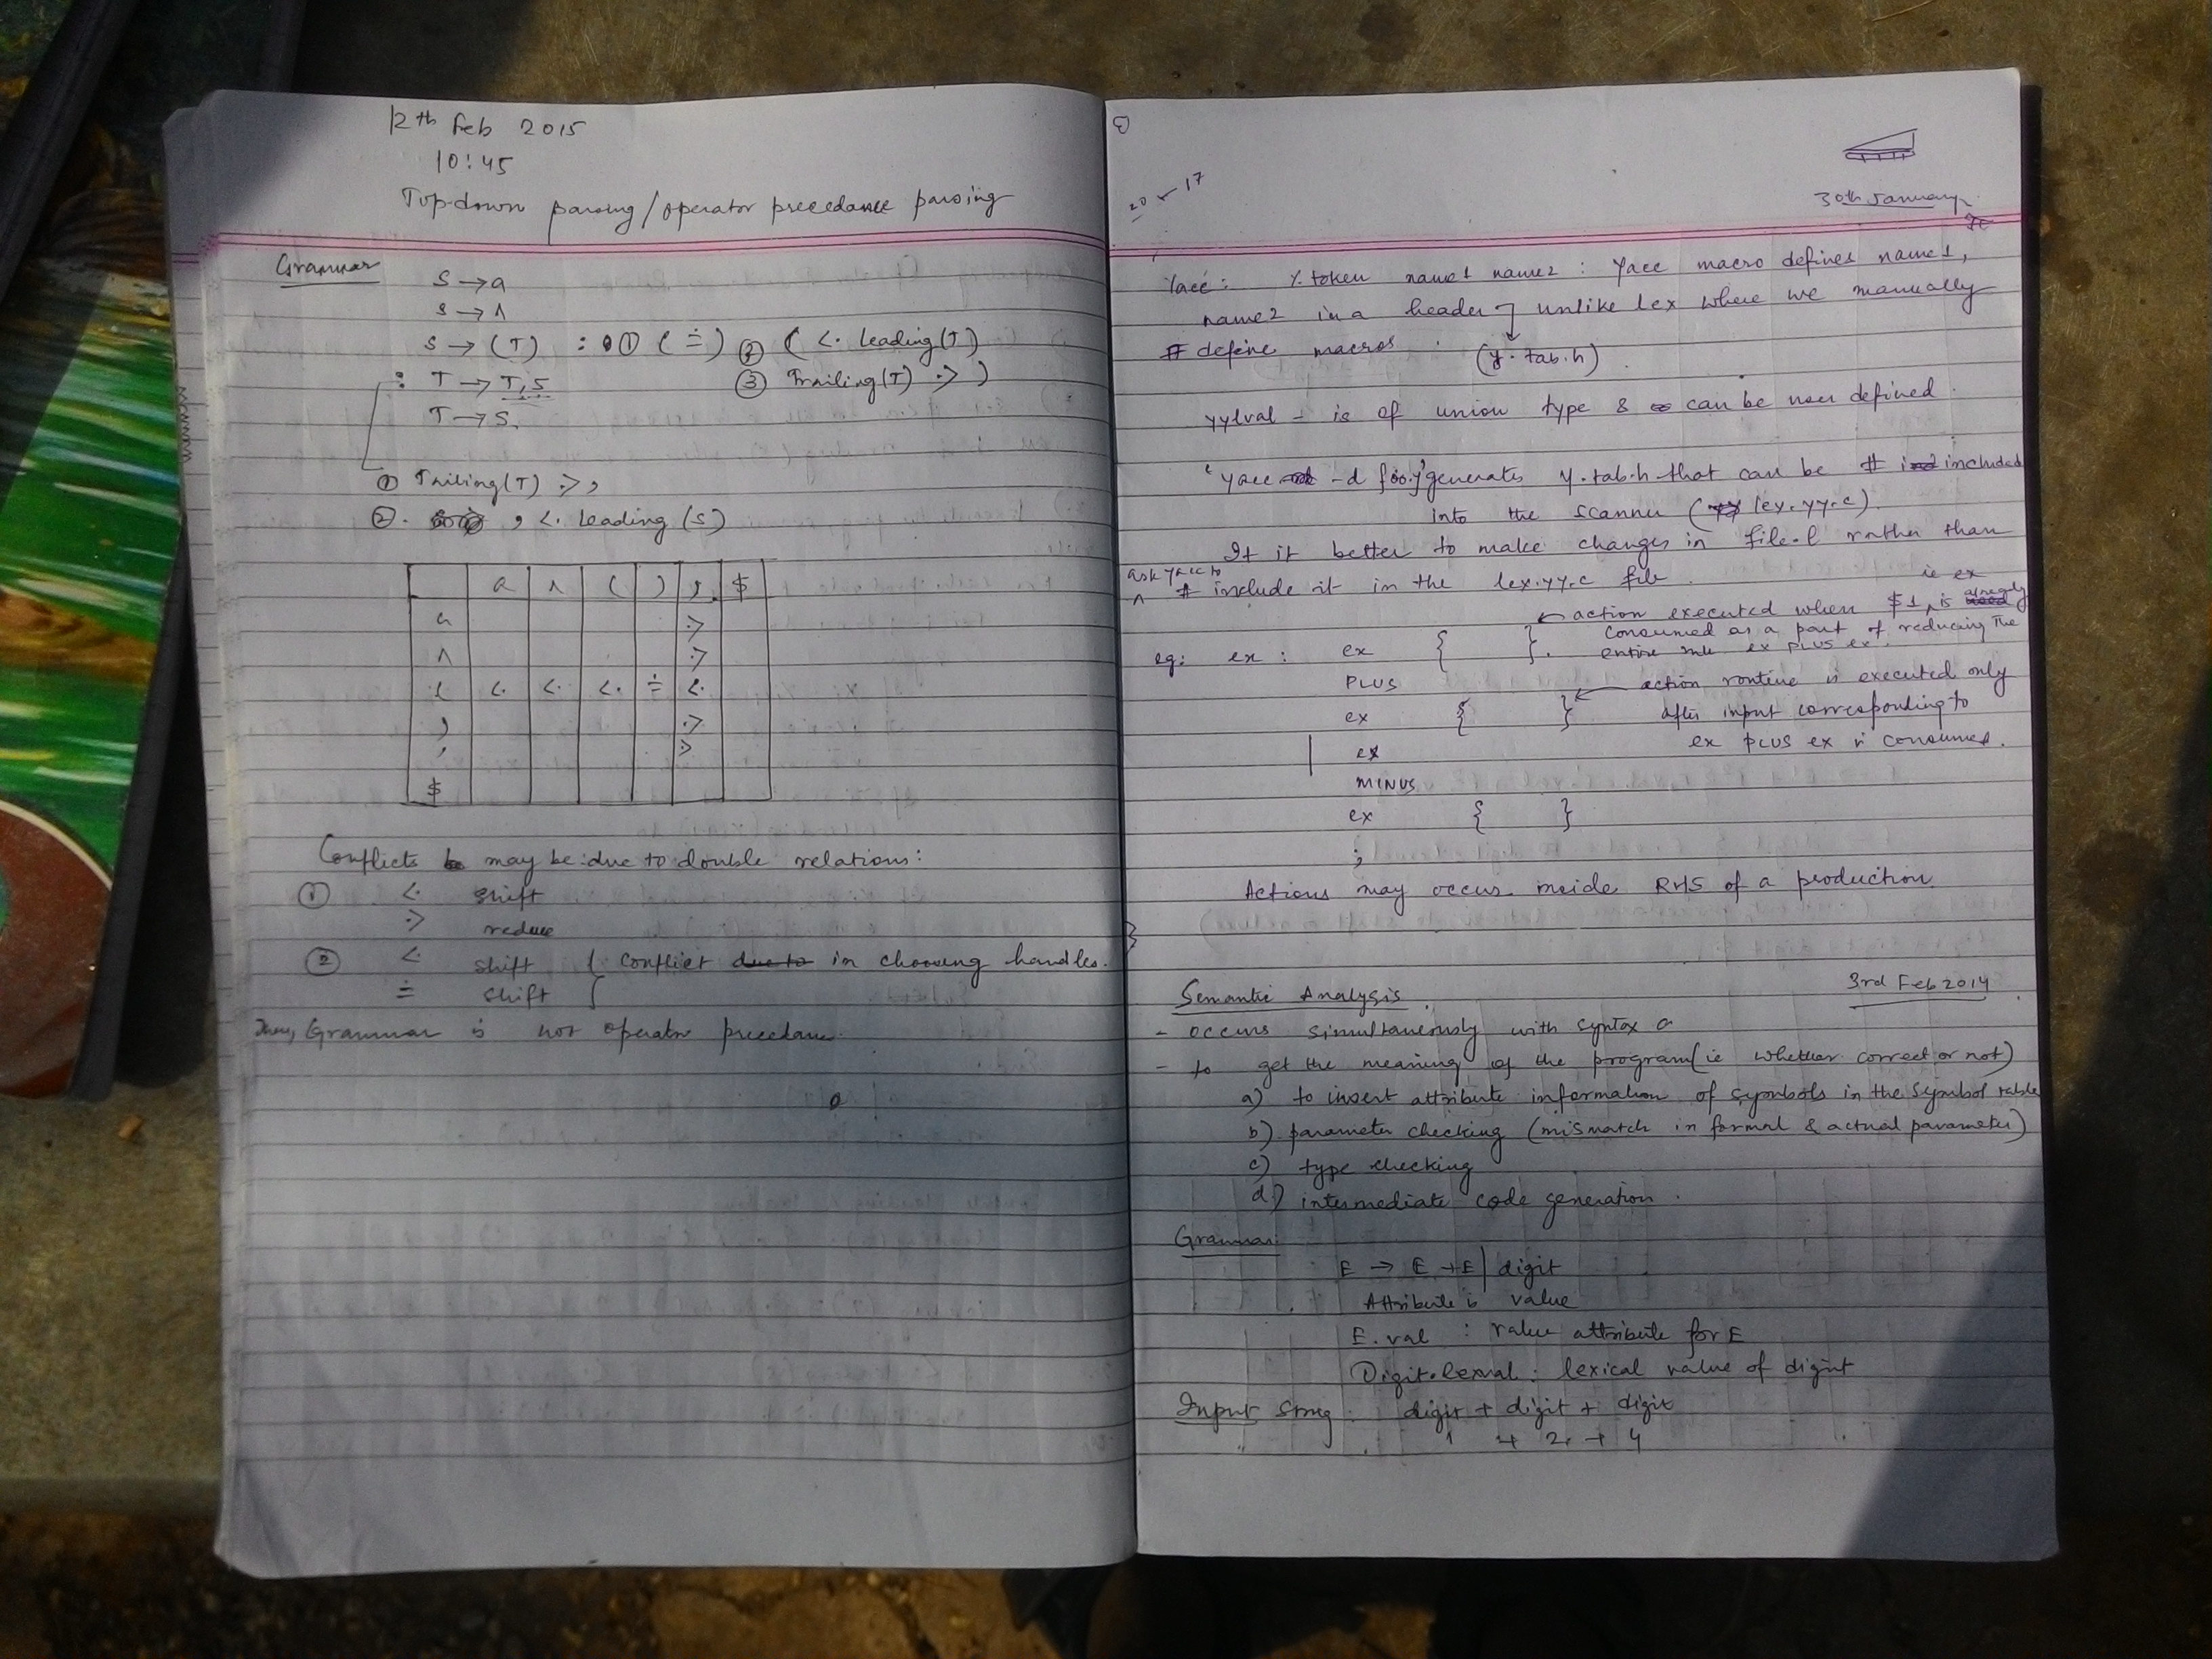 12th Feb 2015
10:45
Top-down parsing/operator precedance parsing
Grammar
S → a
S → ∧
S → (T) : ① ( ≐ ) ② ( <· leading(T)
: T → T,S ③ Trailing(T) ·> )
T → S.
① Trailing(T) ·> ,
②. , <· leading (S)
a ∧ ( ) , $
a ·>
∧ ·>
( <· <· <· ≐ <·
) ·>
, ·>
$
Conflicts may be due to double relations:
① <· shift
·> reduce
② <· shift { conflict due to in choosing handles.
≐ shift
Then, Grammar is not operator precedance.
20 ← 17
30th January
Yacc: %token name1 name2 : Yacc macro defines name1,
name2 in a header unlike lex where we manually
# define macros. (y.tab.h).
yylval - is of union type & can be user defined.
'yacc -d foo.y' generates y.tab.h that can be # included
into the scanner (lex.yy.c).
It is better to make changes in file.l rather than
ask yacc to
# include it in the lex.yy.c file.
ie ex
← action executed when $1, is already
eg: ex : ex { }. consumed as a part of reducing the
entire rule ex PLUS ex.
PLUS
ex { } ← action routine is executed only
after input corresponding to
ex PLUS ex is consumed.
| ex
MINUS
ex { }
;
Actions may occur inside RHS of a production
3rd Feb 2014
Semantic Analysis
- occurs simultaneously with syntax a
- to get the meaning of the program (ie whether correct or not)
a) to insert attribute information of symbols in the symbol table
b) parameter checking (mismatch in formal & actual parameter)
c) type checking
d) intermediate code generation.
Grammar:
E → E + E | digit
Attribute is value
E.val : value attribute for E
Digit.lexval : lexical value of digit
Input String : digit + digit + digit
1 + 2 + 4